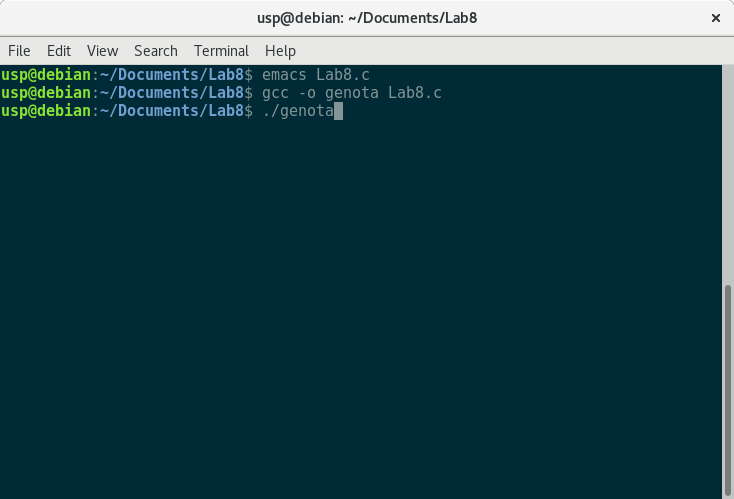 usp@debian: ~/Documents/Lab8 ×
File Edit View Search Terminal Help
usp@debian:~/Documents/Lab8$ emacs Lab8.c
usp@debian:~/Documents/Lab8$ gcc -o genota Lab8.c
usp@debian:~/Documents/Lab8$ ./genota